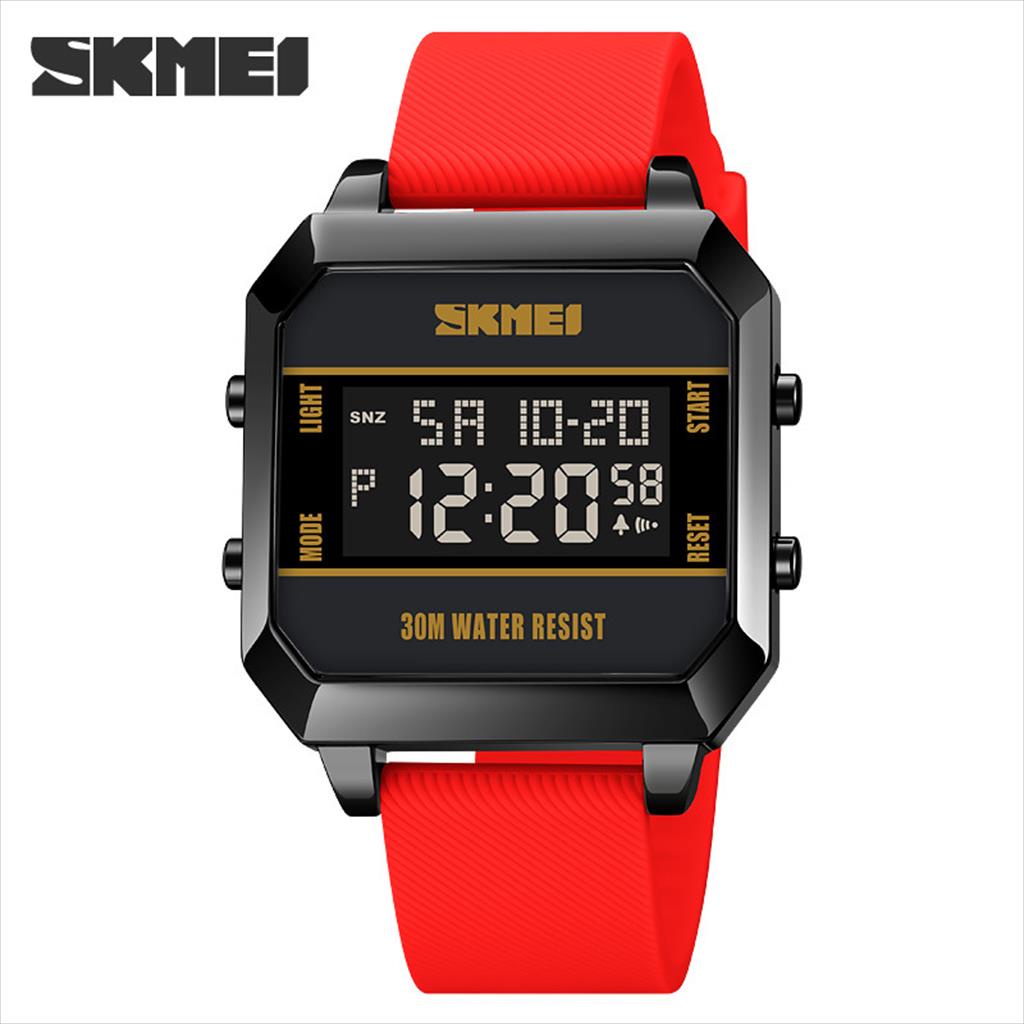 SKMEI
SKMEI
LIGHT
START
SNZ SA 10-20
P 12:20 58
MODE
RESET
30M WATER RESIST